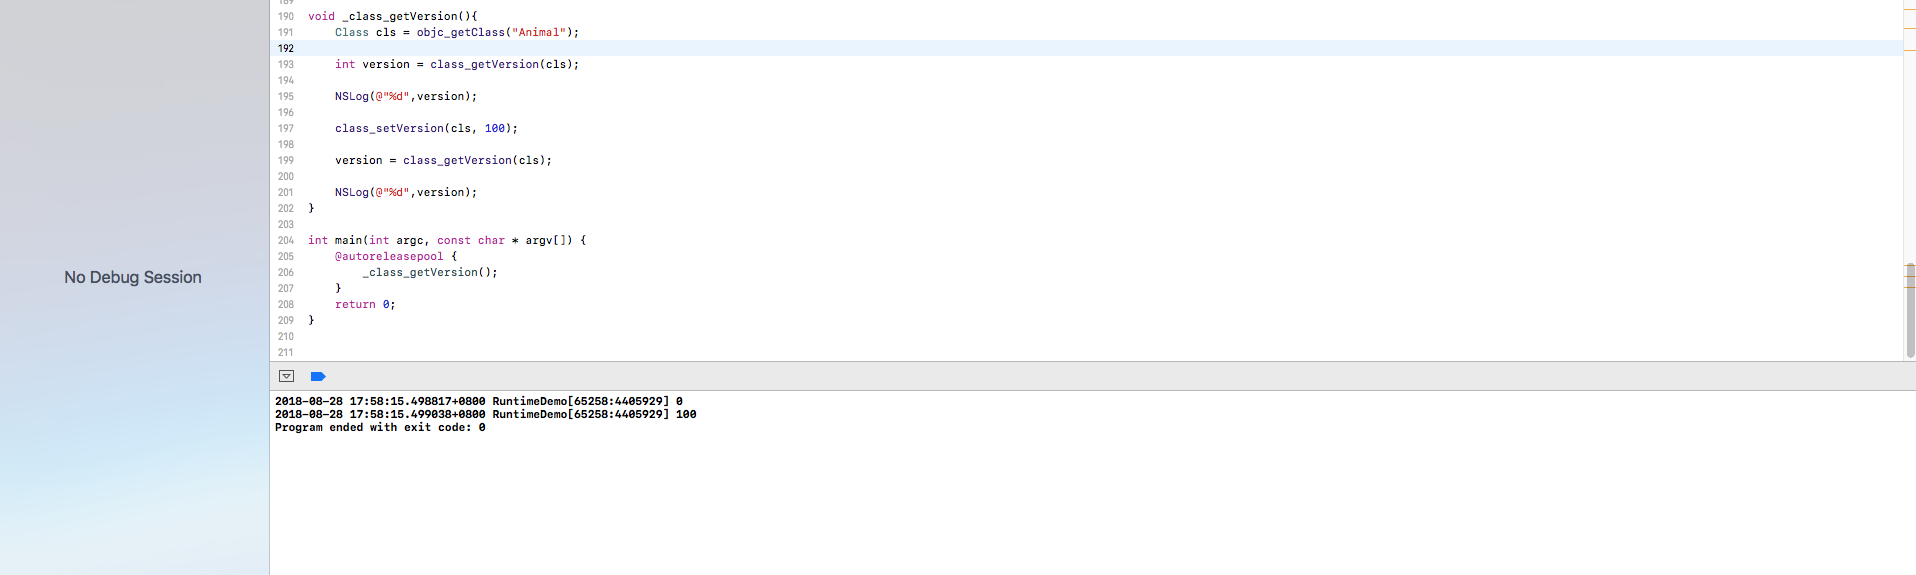 No Debug Session
189
190 void _class_getVersion(){
191 Class cls = objc_getClass("Animal");
192
193 int version = class_getVersion(cls);
194
195 NSLog(@"%d",version);
196
197 class_setVersion(cls, 100);
198
199 version = class_getVersion(cls);
200
201 NSLog(@"%d",version);
202 }
203
204 int main(int argc, const char * argv[]) {
205 @autoreleasepool {
206 _class_getVersion();
207 }
208 return 0;
209 }
210
211
2018-08-28 17:58:15.498817+0800 RuntimeDemo[65258:4405929] 0
2018-08-28 17:58:15.499038+0800 RuntimeDemo[65258:4405929] 100
Program ended with exit code: 0